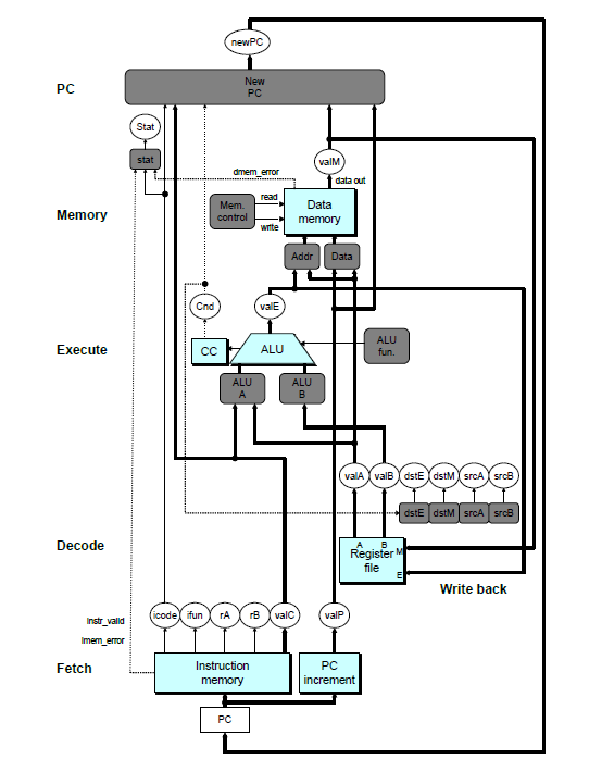 newPC
PC
New
PC
Stat
stat
valM
dmem_error
data out
Memory
Mem.
control
read
write
Data
memory
Addr
Data
Cnd
valE
Execute
CC
ALU
ALU
fun.
ALU
A
ALU
B
valA
valB
dstE
dstM
srcA
srcB
dstE
dstM
srcA
srcB
Decode
A
B
M
Register
file
E
Write back
icode
ifun
rA
rB
valC
valP
instr_valid
imem_error
Fetch
Instruction
memory
PC
increment
PC